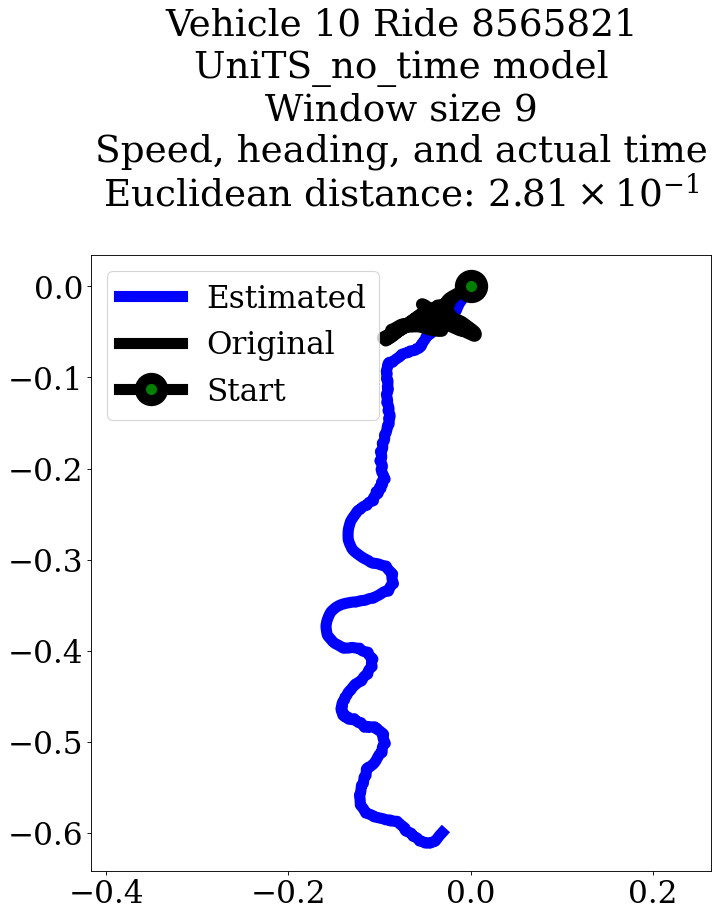 Vehicle 10 Ride 8565821
UniTS_no_time model
Window size 9
Speed, heading, and actual time
Euclidean distance: 2.81 × 10⁻¹
Estimated
Original
Start
0.0
−0.1
−0.2
−0.3
−0.4
−0.5
−0.6
−0.4 −0.2 0.0 0.2